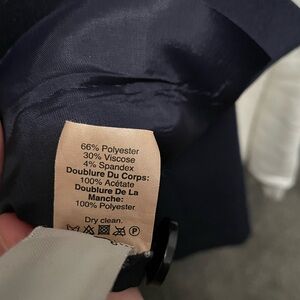 66% Polyester
30% Viscose
4% Spandex
Doublure Du Corps:
100% Acétate
Doublure De La
Manche:
100% Polyester
Dry clean.